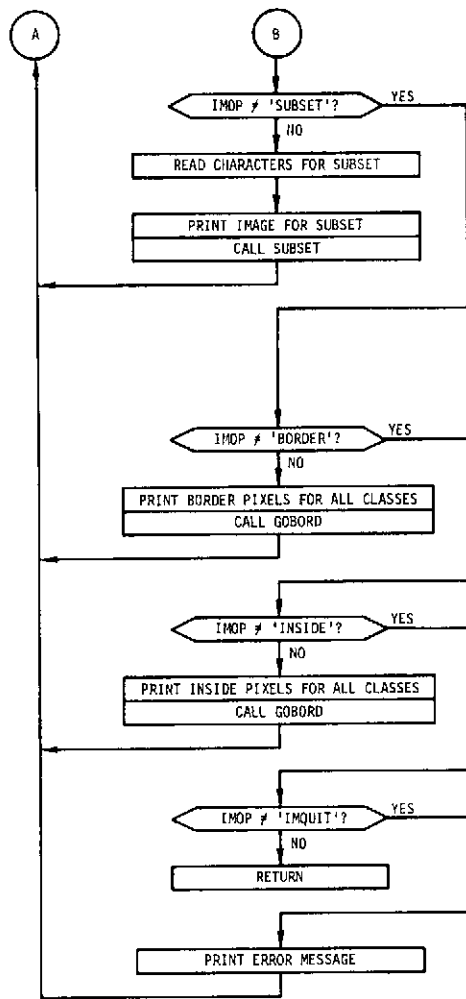 A
B
IMOP ≠ 'SUBSET'?
YES
NO
READ CHARACTERS FOR SUBSET
PRINT IMAGE FOR SUBSET
CALL SUBSET
IMOP ≠ 'BORDER'?
YES
NO
PRINT BORDER PIXELS FOR ALL CLASSES
CALL GOBORD
IMOP ≠ 'INSIDE'?
YES
NO
PRINT INSIDE PIXELS FOR ALL CLASSES
CALL GOBORD
IMOP ≠ 'IMQUIT'?
YES
NO
RETURN
PRINT ERROR MESSAGE